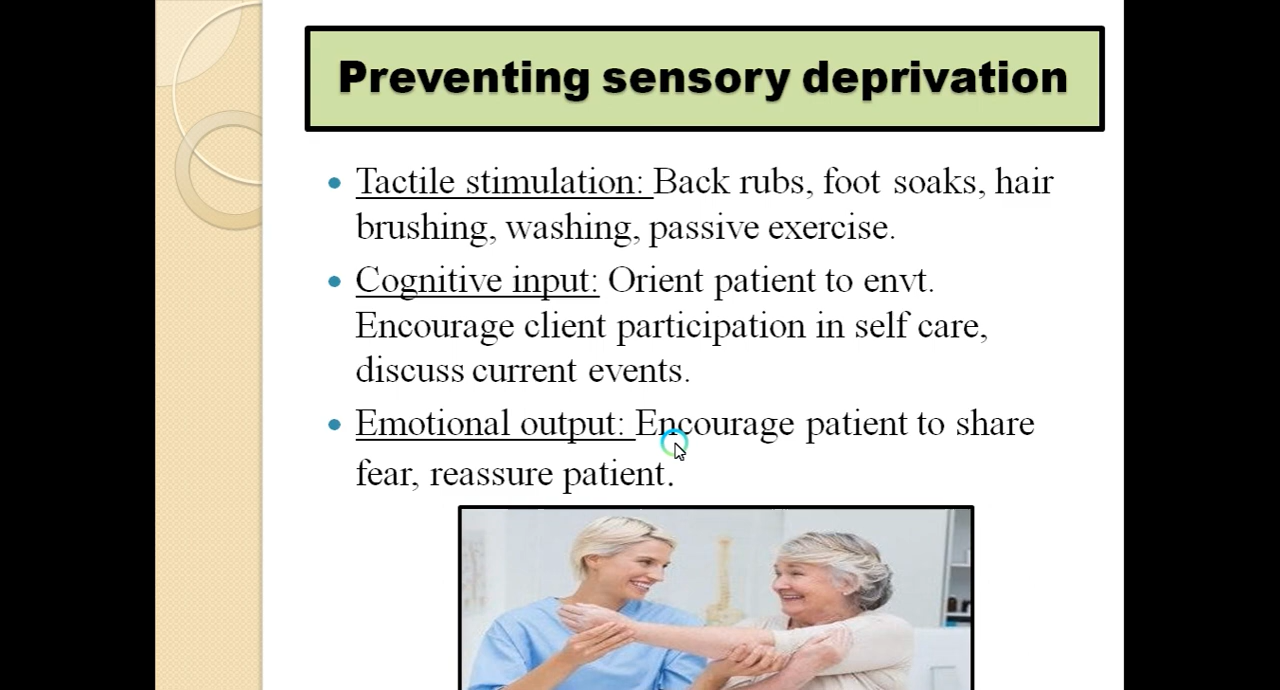 Preventing sensory deprivation
• Tactile stimulation: Back rubs, foot soaks, hair
brushing, washing, passive exercise.
• Cognitive input: Orient patient to envt.
Encourage client participation in self care,
discuss current events.
• Emotional output: Encourage patient to share
fear, reassure patient.